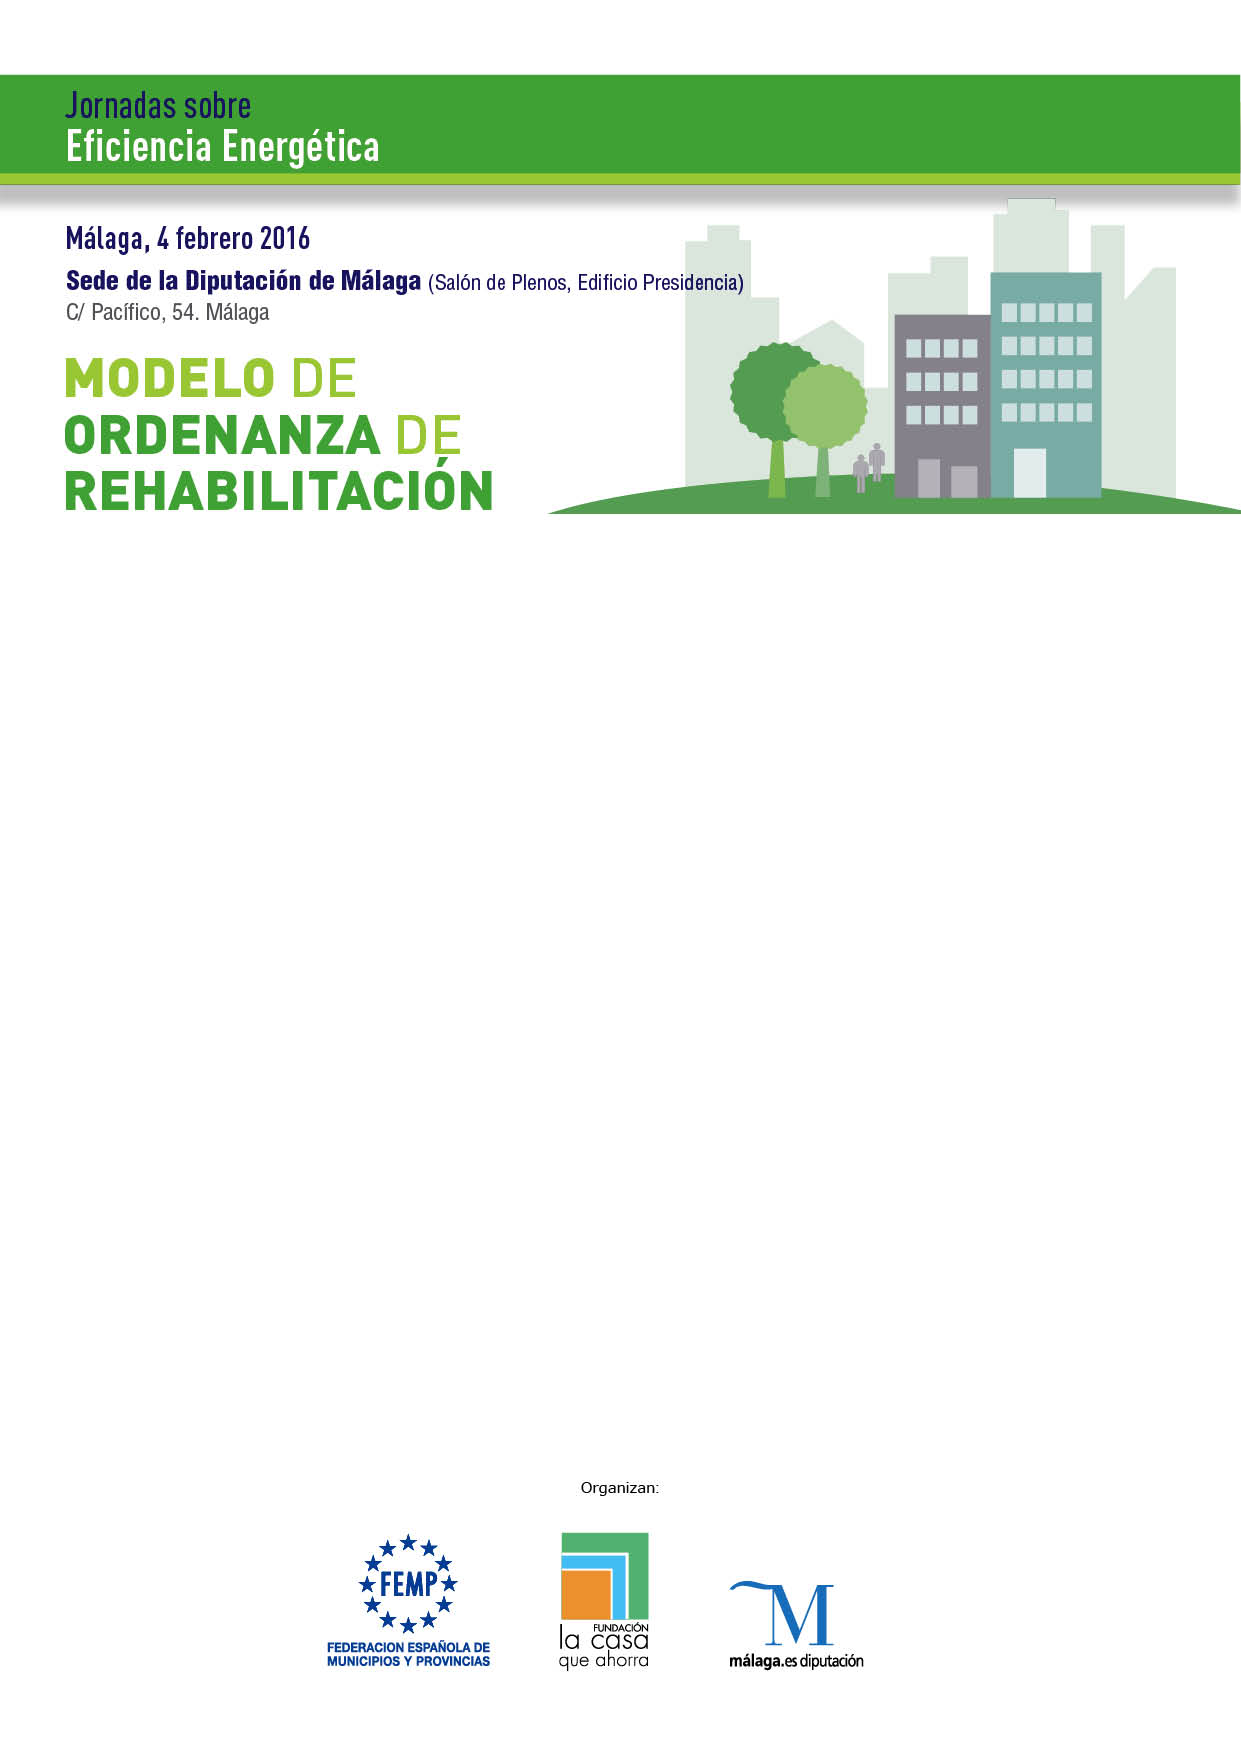 Jornadas sobre
Eficiencia Energética
Málaga, 4 febrero 2016
Sede de la Diputación de Málaga (Salón de Plenos, Edificio Presidencia)
C/ Pacífico, 54. Málaga
MODELO DE
ORDENANZA DE
REHABILITACIÓN
Organizan:
FEMP
FEDERACION ESPAÑOLA DE
MUNICIPIOS Y PROVINCIAS
FUNDACIÓN
la casa
que ahorra
M
málaga.es diputación